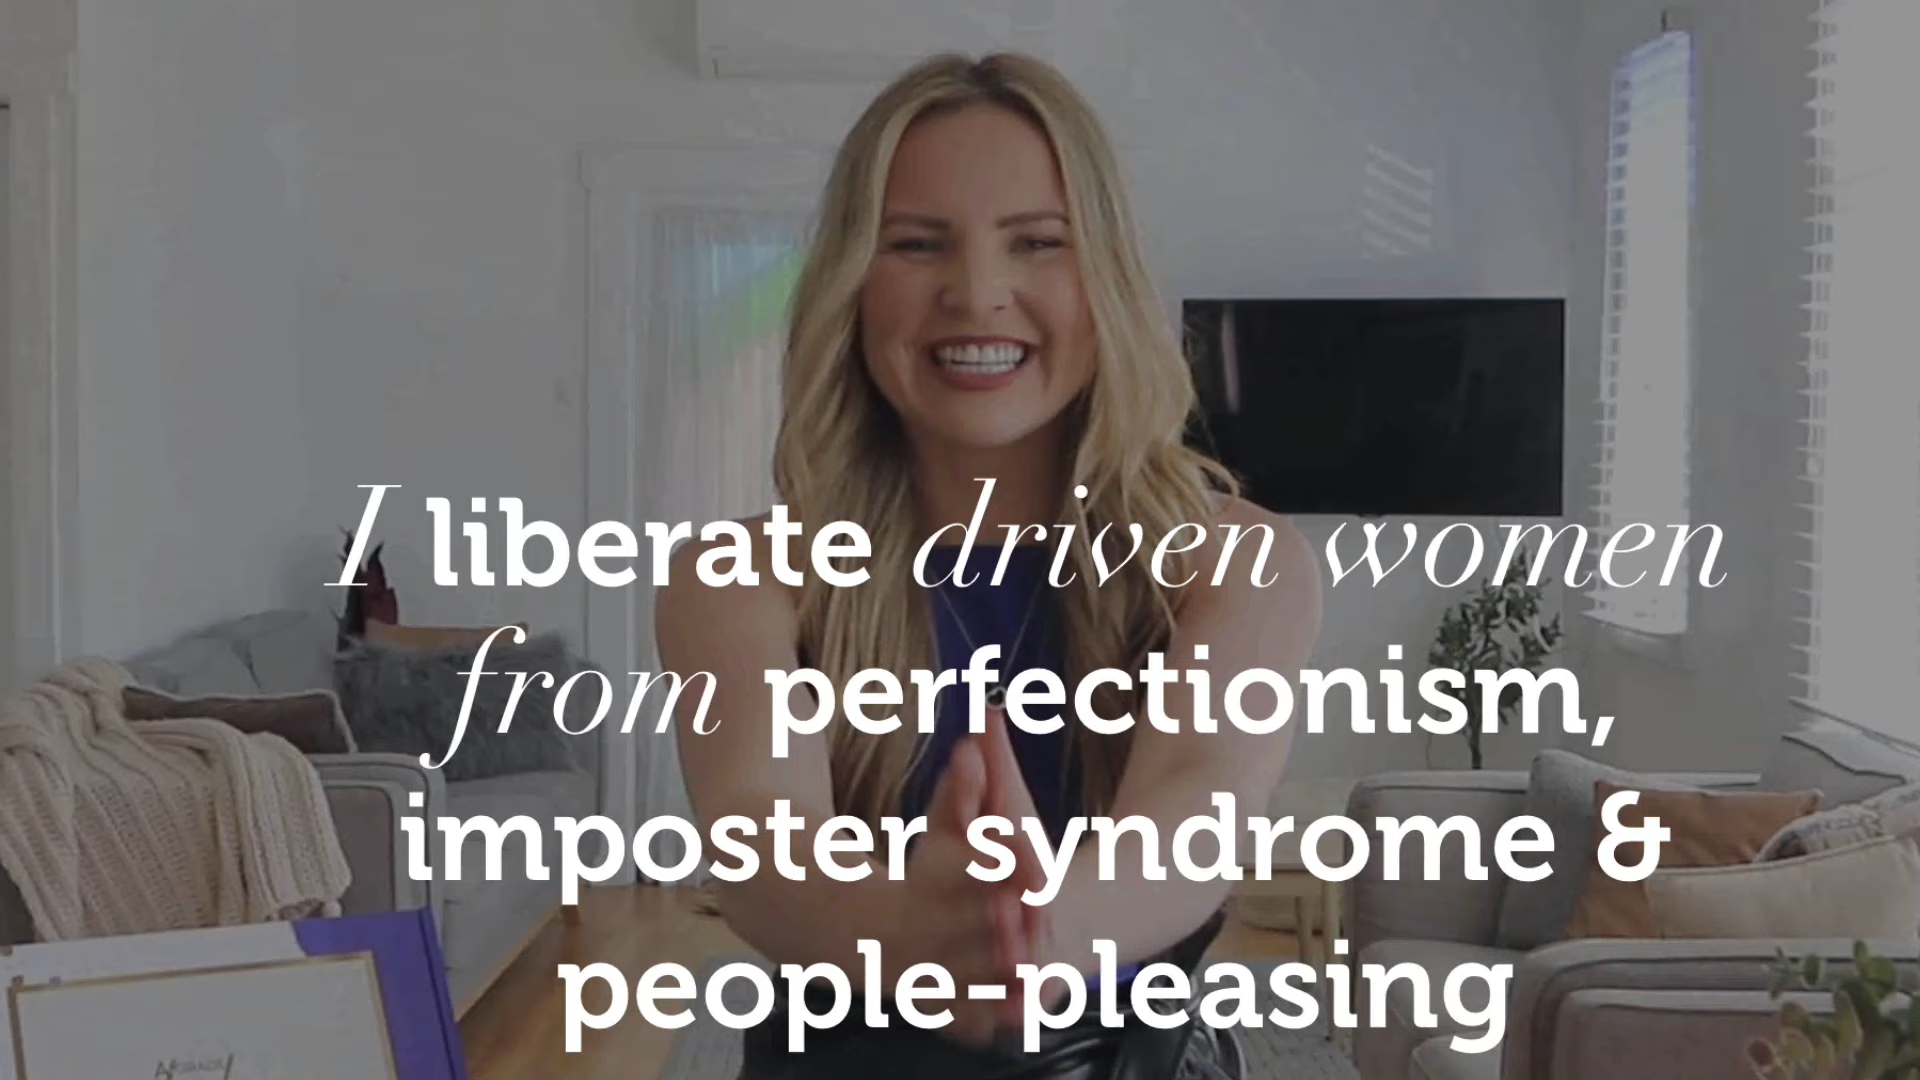 I liberate driven women
from perfectionism,
imposter syndrome &
people-pleasing